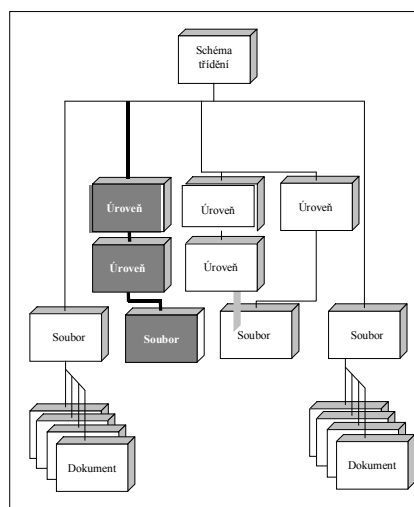 Schéma
třídění
Úroveň
Úroveň
Úroveň
Úroveň
Úroveň
Soubor
Soubor
Soubor
Soubor
Dokument
Dokument